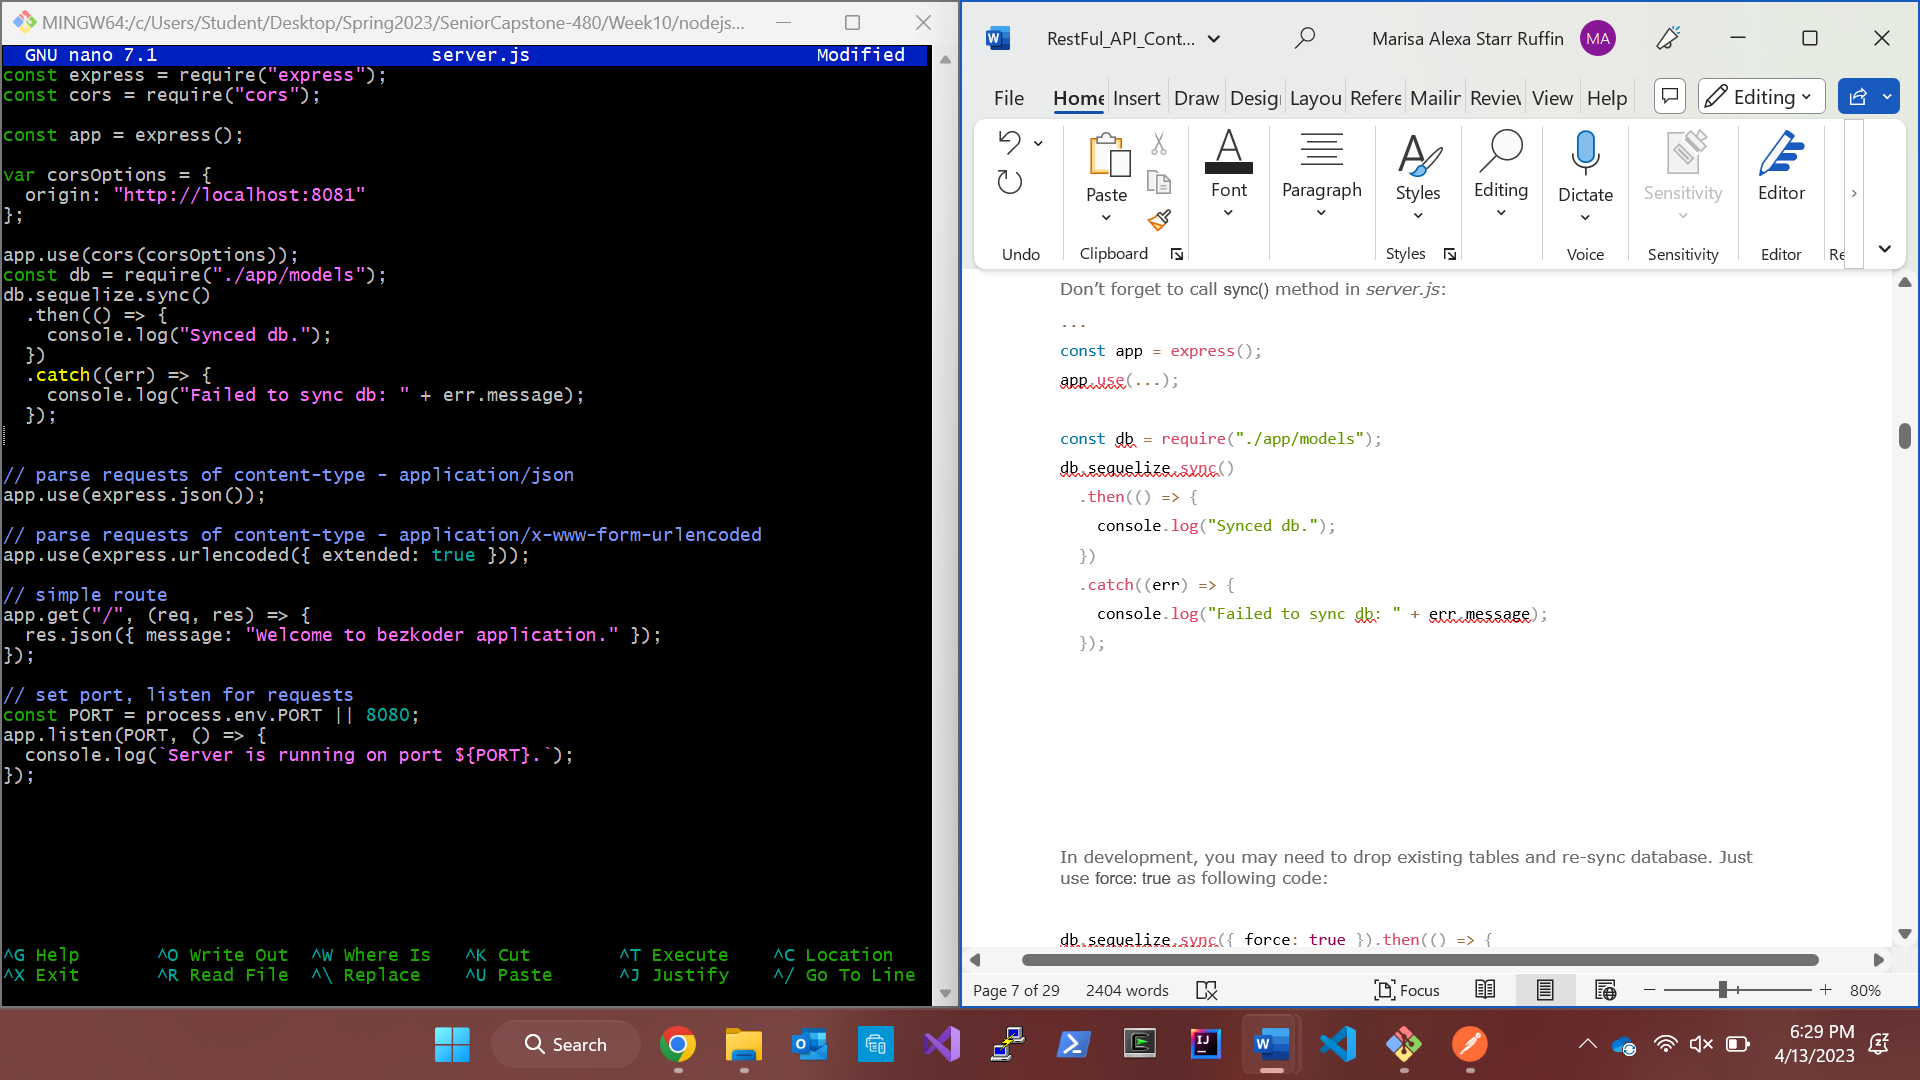 MINGW64:/c/Users/Student/Desktop/Spring2023/SeniorCapstone-480/Week10/nodejs...
GNU nano 7.1 server.js Modified
const express = require("express");
const cors = require("cors");
const app = express();
var corsOptions = {
  origin: "http://localhost:8081"
};
app.use(cors(corsOptions));
const db = require("./app/models");
db.sequelize.sync()
  .then(() => {
    console.log("Synced db.");
  })
  .catch((err) => {
    console.log("Failed to sync db: " + err.message);
  });
// parse requests of content-type - application/json
app.use(express.json());
// parse requests of content-type - application/x-www-form-urlencoded
app.use(express.urlencoded({ extended: true }));
// simple route
app.get("/", (req, res) => {
  res.json({ message: "Welcome to bezkoder application." });
});
// set port, listen for requests
const PORT = process.env.PORT || 8080;
app.listen(PORT, () => {
  console.log(`Server is running on port ${PORT}.`);
});
^G Help ^O Write Out ^W Where Is ^K Cut ^T Execute ^C Location
^X Exit ^R Read File ^\ Replace ^U Paste ^J Justify ^/ Go To Line
RestFul_API_Cont... Marisa Alexa Starr Ruffin MA
File Home Insert Draw Desig Layou Refere Mailin Review View Help Editing
Paste Font Paragraph Styles Editing Dictate Sensitivity Editor
Undo Clipboard Styles Voice Sensitivity Editor Re
Don’t forget to call sync() method in server.js:
...
const app = express();
app.use(...);
const db = require("./app/models");
db.sequelize.sync()
  .then(() => {
    console.log("Synced db.");
  })
  .catch((err) => {
    console.log("Failed to sync db: " + err.message);
  });
In development, you may need to drop existing tables and re-sync database. Just
use force: true as following code:
db.sequelize.sync({ force: true }).then(() => {
Page 7 of 29 2404 words Focus 80%
Search
6:29 PM
4/13/2023